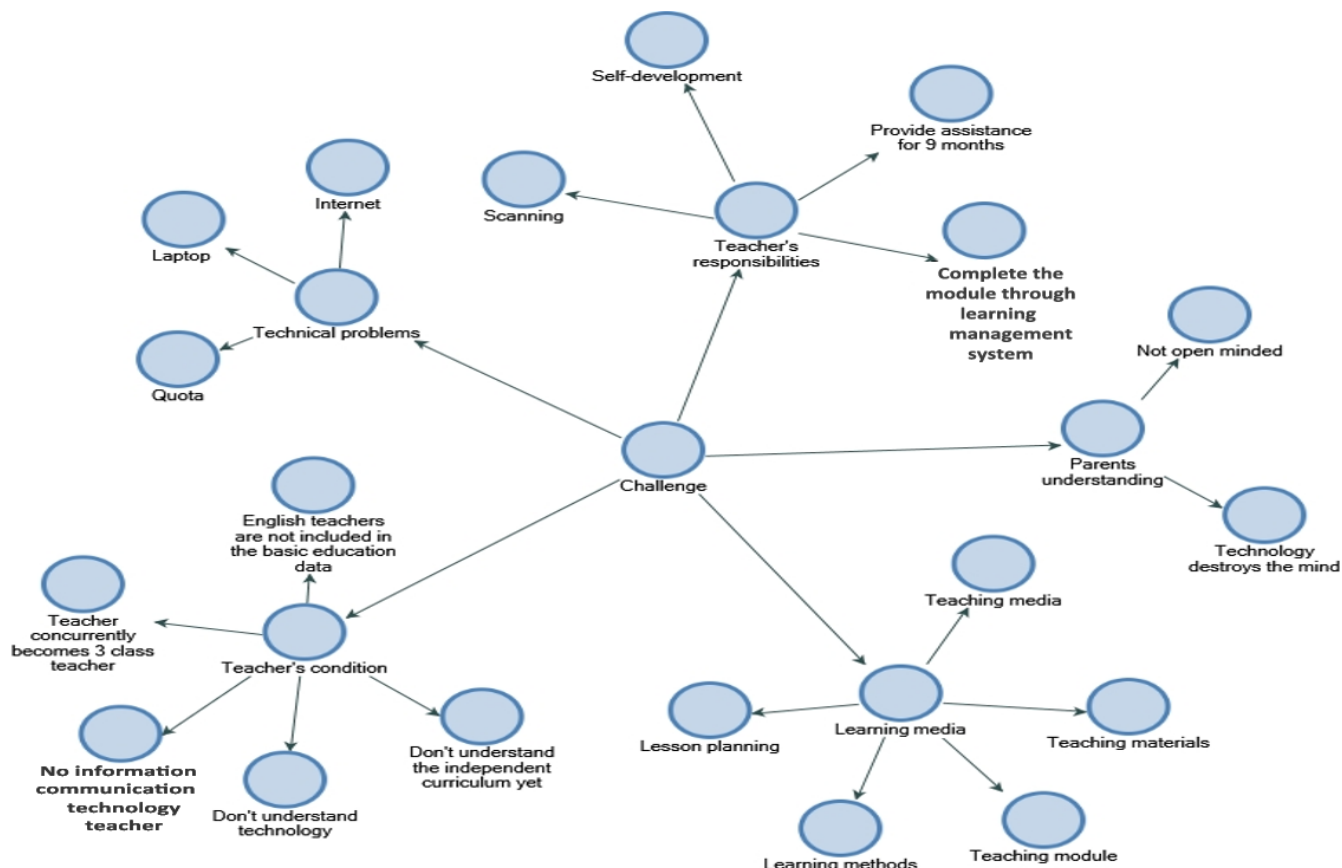 Self-development
Provide assistance
for 9 months
Scanning
Internet
Laptop
Teacher's
responsibilities
Complete the
module through
learning
management
system
Technical problems
Quota
Not open minded
Challenge
Parents
understanding
English teachers
are not included in
the basic education
data
Technology
destroys the mind
Teacher
concurrently
becomes 3 class
teacher
Teacher's condition
Teaching media
Learning media
Lesson planning
Teaching materials
No information
communication
technology
teacher
Don't understand
technology
Don't understand
the independent
curriculum yet
Learning methods
Teaching module